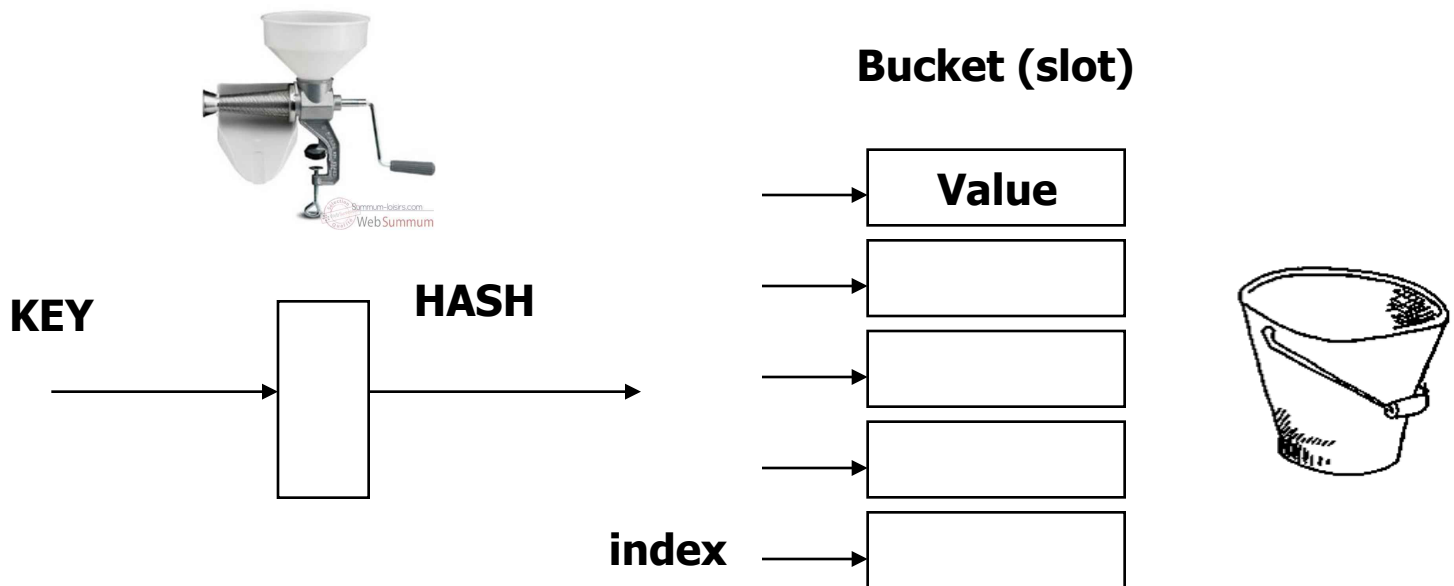 Bucket (slot)
Value
Summum-loisirs.com
WebSummum
KEY
HASH
index